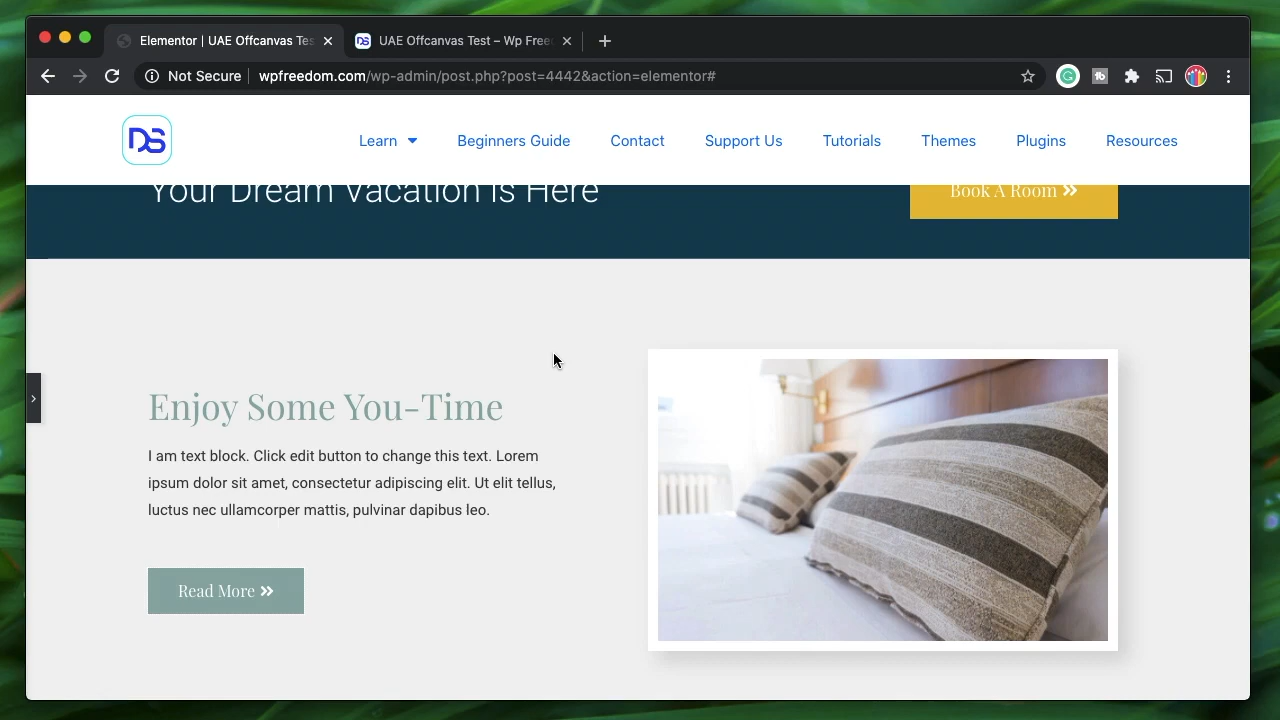 Elementor | UAE Offcanvas Tes
UAE Offcanvas Test – Wp Free
Not Secure
wpfreedom.com/wp-admin/post.php?post=4442&action=elementor#
DS
Learn
Beginners Guide
Contact
Support Us
Tutorials
Themes
Plugins
Resources
Your Dream Vacation Is Here
Book A Room »
Enjoy Some You-Time
I am text block. Click edit button to change this text. Lorem
ipsum dolor sit amet, consectetur adipiscing elit. Ut elit tellus,
luctus nec ullamcorper mattis, pulvinar dapibus leo.
Read More »